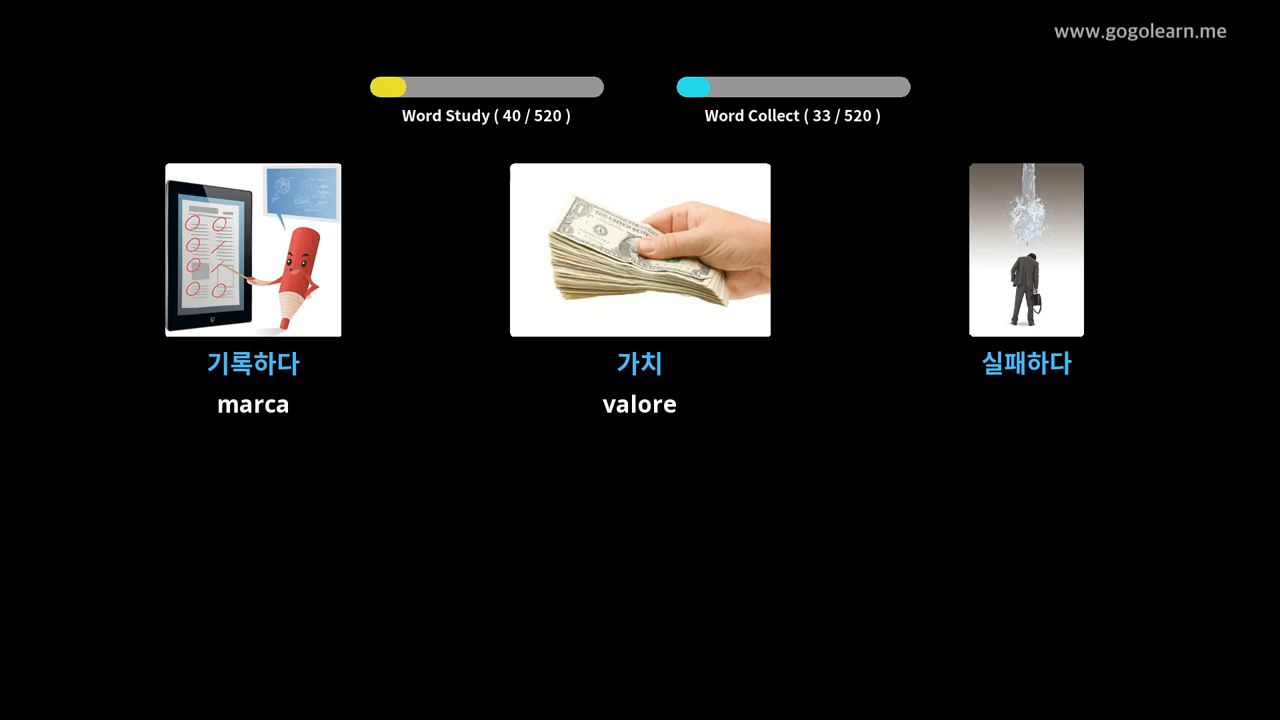 www.gogolearn.me
Word Study ( 40 / 520 )
Word Collect ( 33 / 520 )
기록하다
가치
실패하다
marca
valore